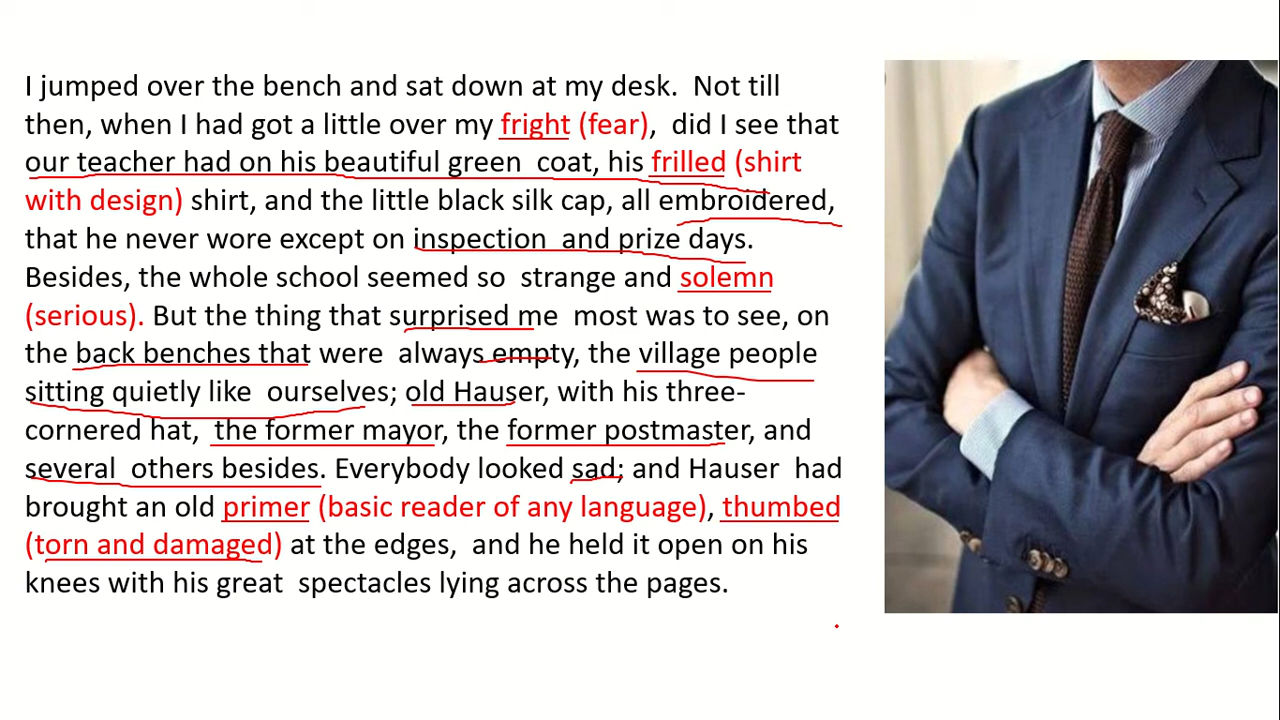 I jumped over the bench and sat down at my desk. Not till
then, when I had got a little over my fright (fear), did I see that
our teacher had on his beautiful green coat, his frilled (shirt
with design) shirt, and the little black silk cap, all embroidered,
that he never wore except on inspection and prize days.
Besides, the whole school seemed so strange and solemn
(serious). But the thing that surprised me most was to see, on
the back benches that were always empty, the village people
sitting quietly like ourselves; old Hauser, with his three-
cornered hat, the former mayor, the former postmaster, and
several others besides. Everybody looked sad; and Hauser had
brought an old primer (basic reader of any language), thumbed
(torn and damaged) at the edges, and he held it open on his
knees with his great spectacles lying across the pages.